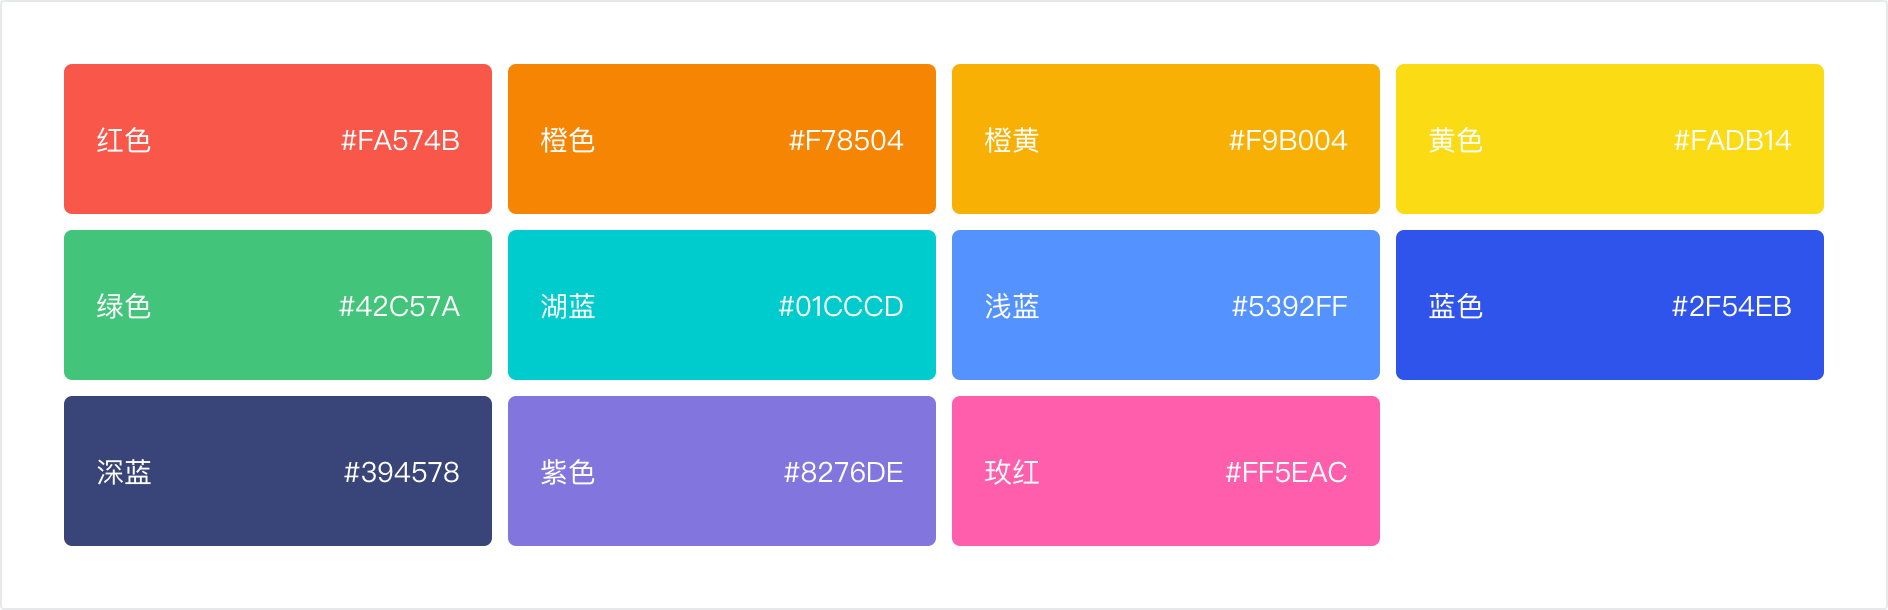 红色 #FA574B
橙色 #F78504
橙黄 #F9B004
黄色 #FADB14
绿色 #42C57A
湖蓝 #01CCCD
浅蓝 #5392FF
蓝色 #2F54EB
深蓝 #394578
紫色 #8276DE
玫红 #FF5EAC